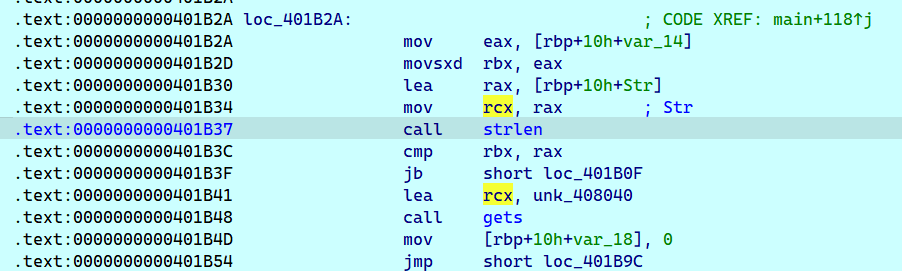 .text:0000000000401B2A
.text:0000000000401B2A loc_401B2A: ; CODE XREF: main+118↑j
.text:0000000000401B2A mov eax, [rbp+10h+var_14]
.text:0000000000401B2D movsxd rbx, eax
.text:0000000000401B30 lea rax, [rbp+10h+Str]
.text:0000000000401B34 mov rcx, rax ; Str
.text:0000000000401B37 call strlen
.text:0000000000401B3C cmp rbx, rax
.text:0000000000401B3F jb short loc_401B0F
.text:0000000000401B41 lea rcx, unk_408040
.text:0000000000401B48 call gets
.text:0000000000401B4D mov [rbp+10h+var_18], 0
.text:0000000000401B54 jmp short loc_401B9C